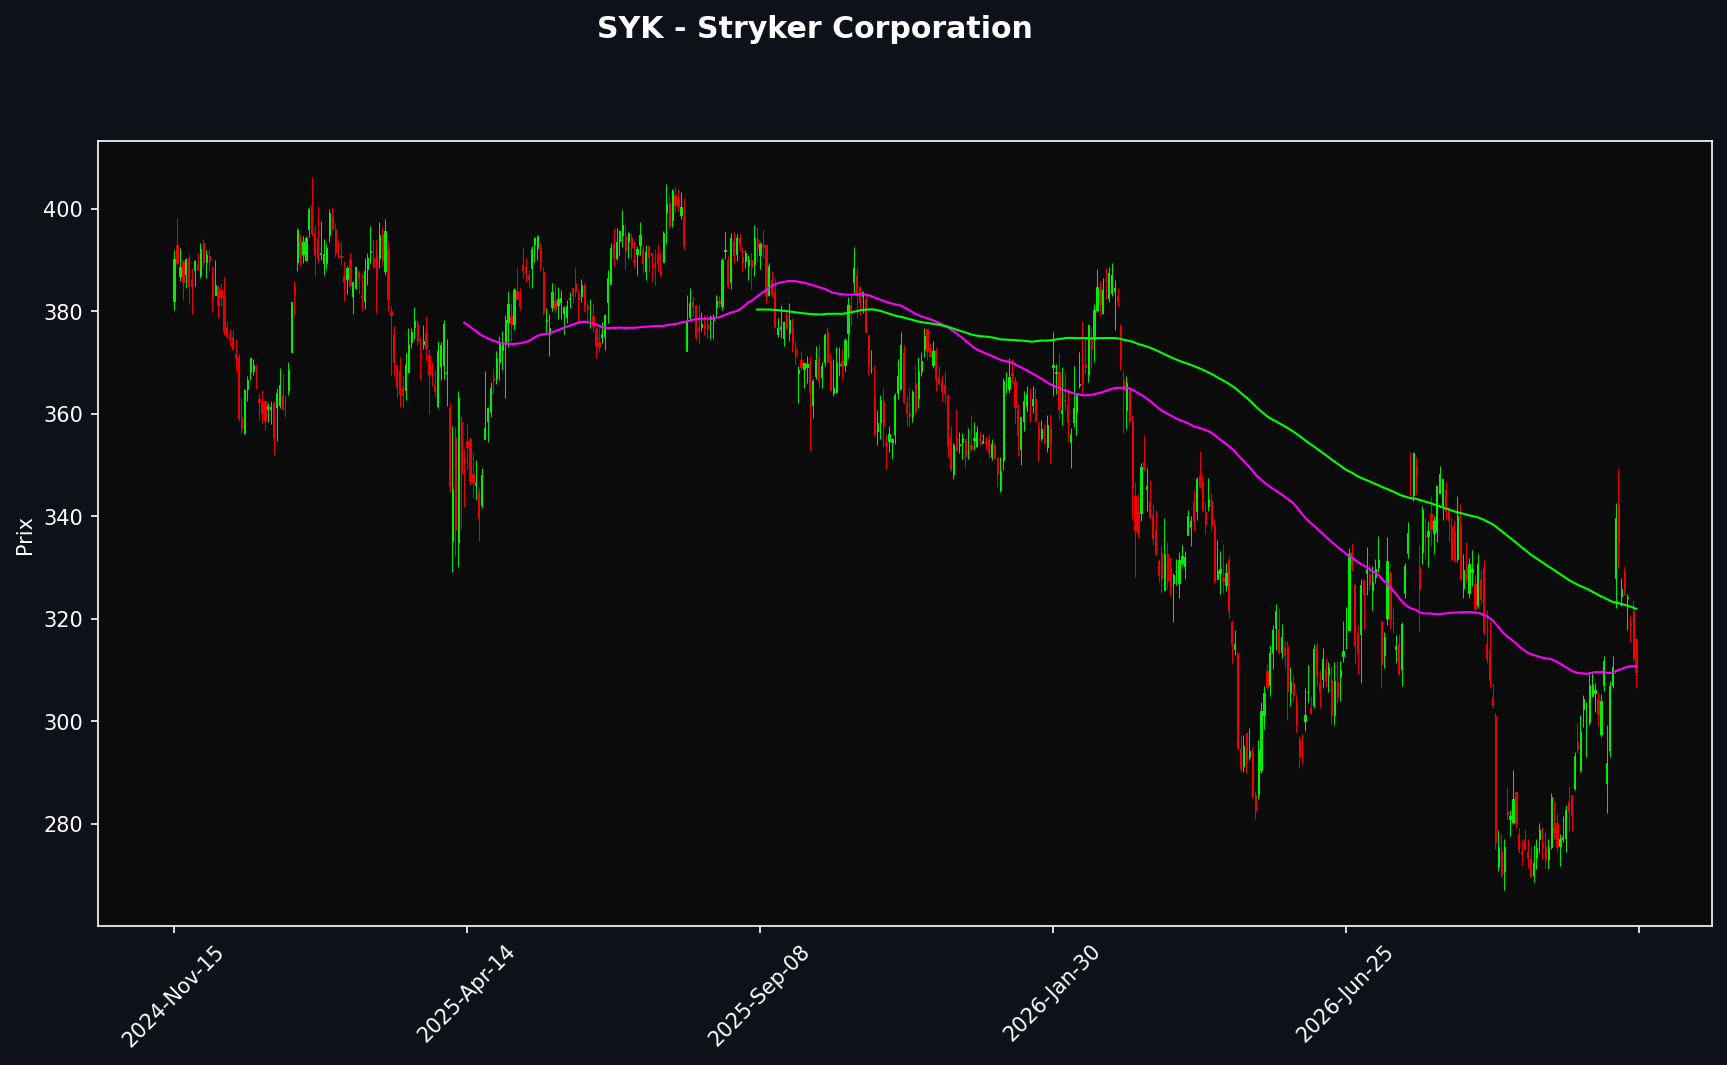 SYK - Stryker Corporation
Prix
400
380
360
340
320
300
280
2024-Nov-15
2025-Apr-14
2025-Sep-08
2026-Jan-30
2026-Jun-25